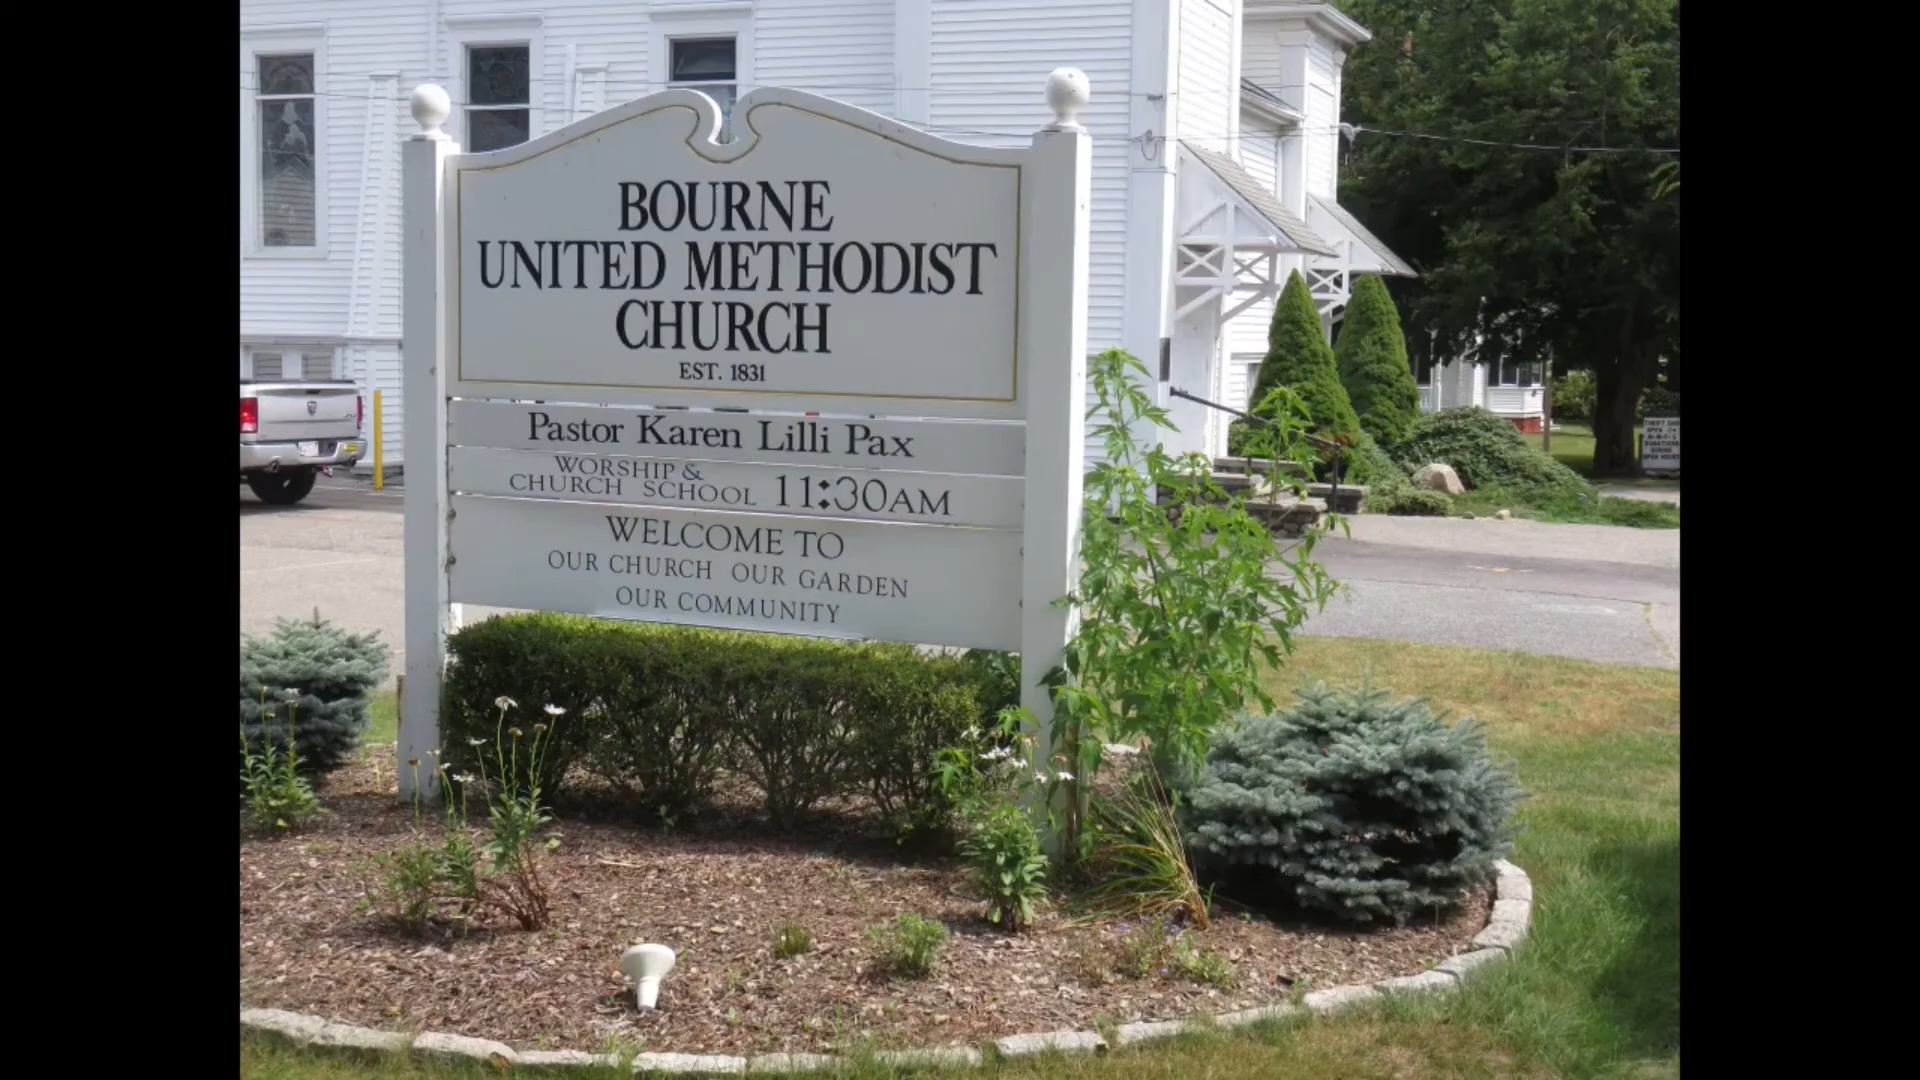 BOURNE
UNITED METHODIST
CHURCH
EST. 1831
Pastor Karen Lilli Pax
WORSHIP &
CHURCH SCHOOL 11:30AM
WELCOME TO
OUR CHURCH OUR GARDEN
OUR COMMUNITY